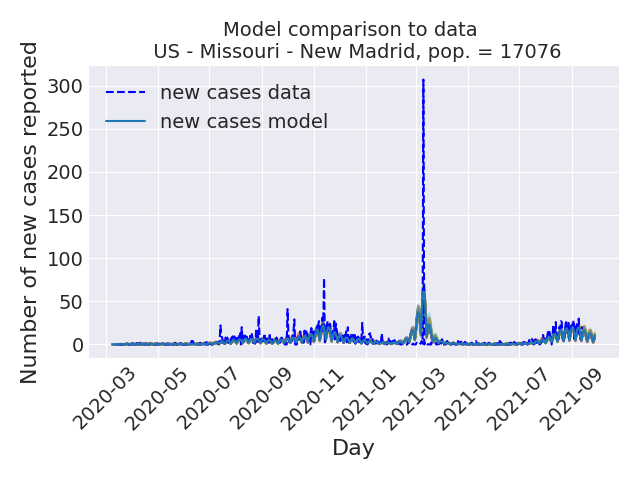 Model comparison to data
US - Missouri - New Madrid, pop. = 17076
Number of new cases reported
300
250
200
150
100
50
0
new cases data
new cases model
2020-03
2020-05
2020-07
2020-09
2020-11
2021-01
2021-03
2021-05
2021-07
2021-09
Day